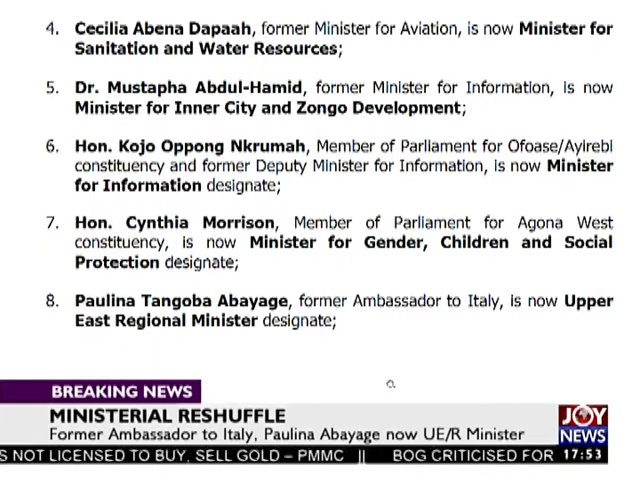 4. Cecilia Abena Dapaah, former Minister for Aviation, is now Minister for
Sanitation and Water Resources;
5. Dr. Mustapha Abdul-Hamid, former Minister for Information, is now
Minister for Inner City and Zongo Development;
6. Hon. Kojo Oppong Nkrumah, Member of Parliament for Ofoase/Ayirebi
constituency and former Deputy Minister for Information, is now Minister
for Information designate;
7. Hon. Cynthia Morrison, Member of Parliament for Agona West
constituency, is now Minister for Gender, Children and Social
Protection designate;
8. Paulina Tangoba Abayage, former Ambassador to Italy, is now Upper
East Regional Minister designate;
BREAKING NEWS
MINISTERIAL RESHUFFLE
Former Ambassador to Italy, Paulina Abayage now UE/R Minister
JOY
NEWS
S NOT LICENSED TO BUY, SELL GOLD – PMMC || BOG CRITICISED FOR 17:53